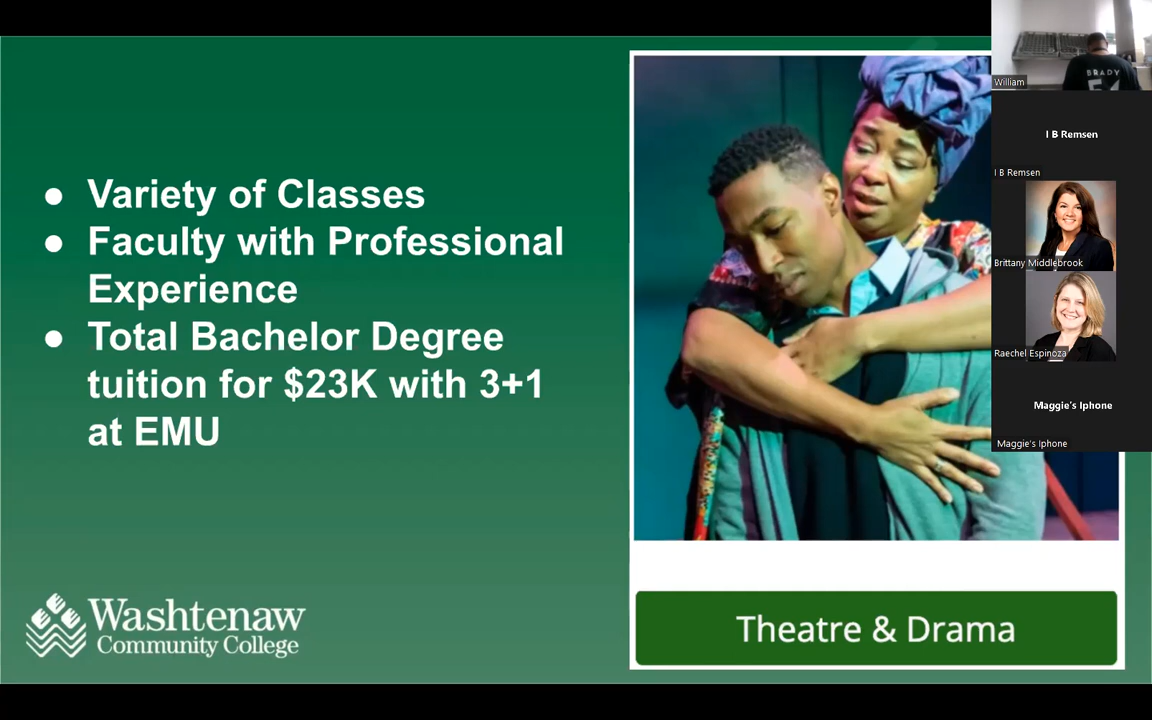 ● Variety of Classes
● Faculty with Professional
Experience
● Total Bachelor Degree
tuition for $23K with 3+1
at EMU
Washtenaw
Community College
Theatre & Drama
BRADY
William
I B Remsen
I B Remsen
Brittany Middlebrook
Raechel Espinoza
Maggie's Iphone
Maggie's Iphone